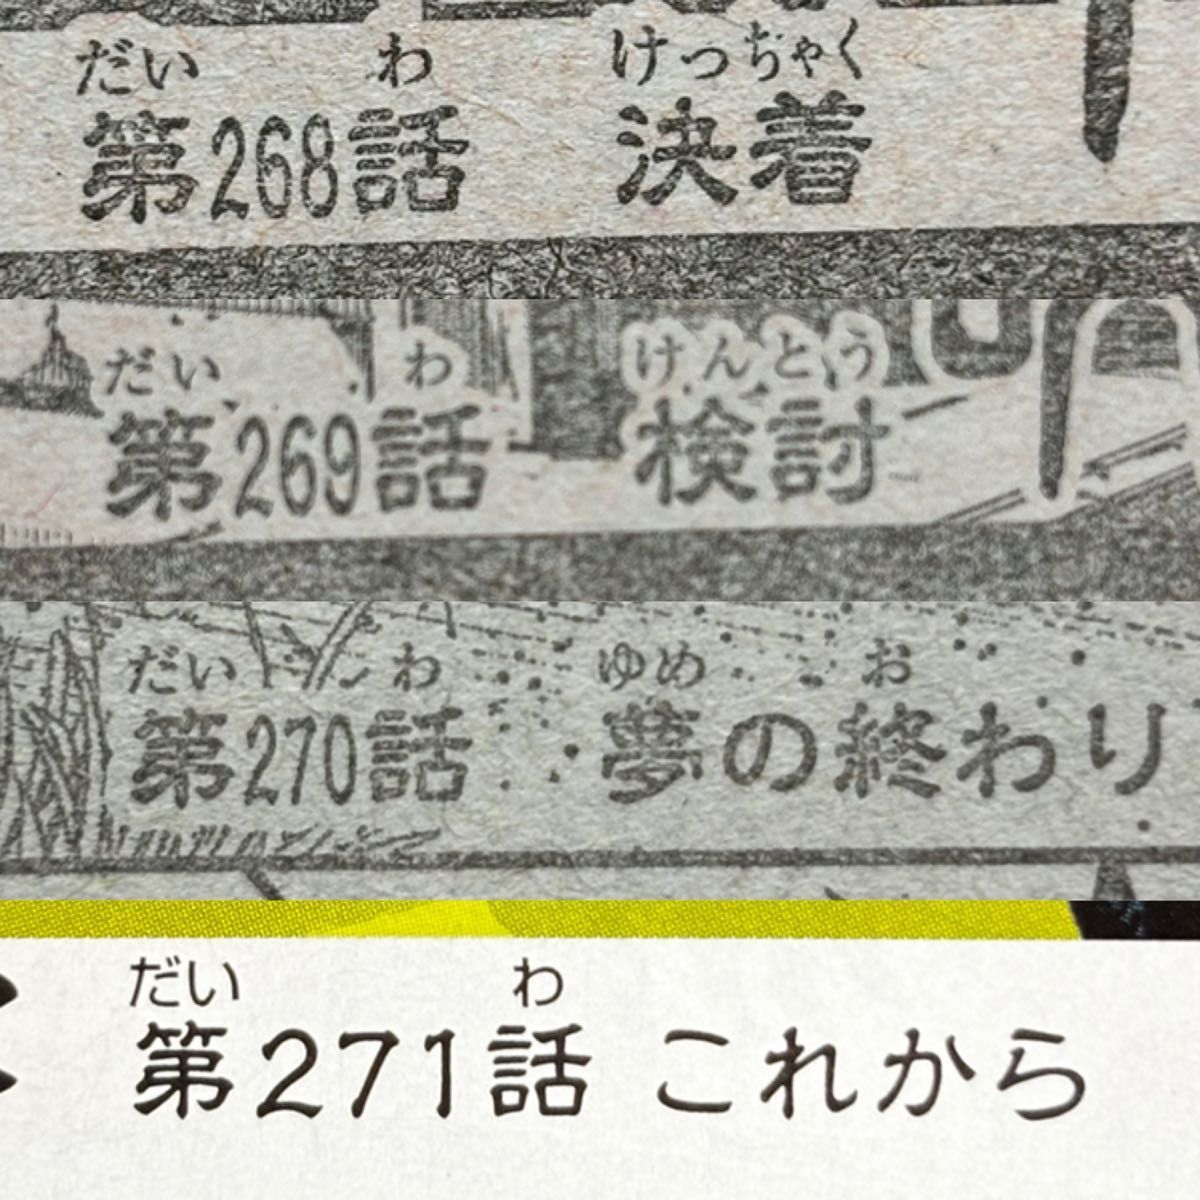 だい わ けっちゃく
第268話 決着
だい わ けんとう
第269話 検討
だい わ ゆめ お
第270話 夢の終わり
だい わ
第271話 これから